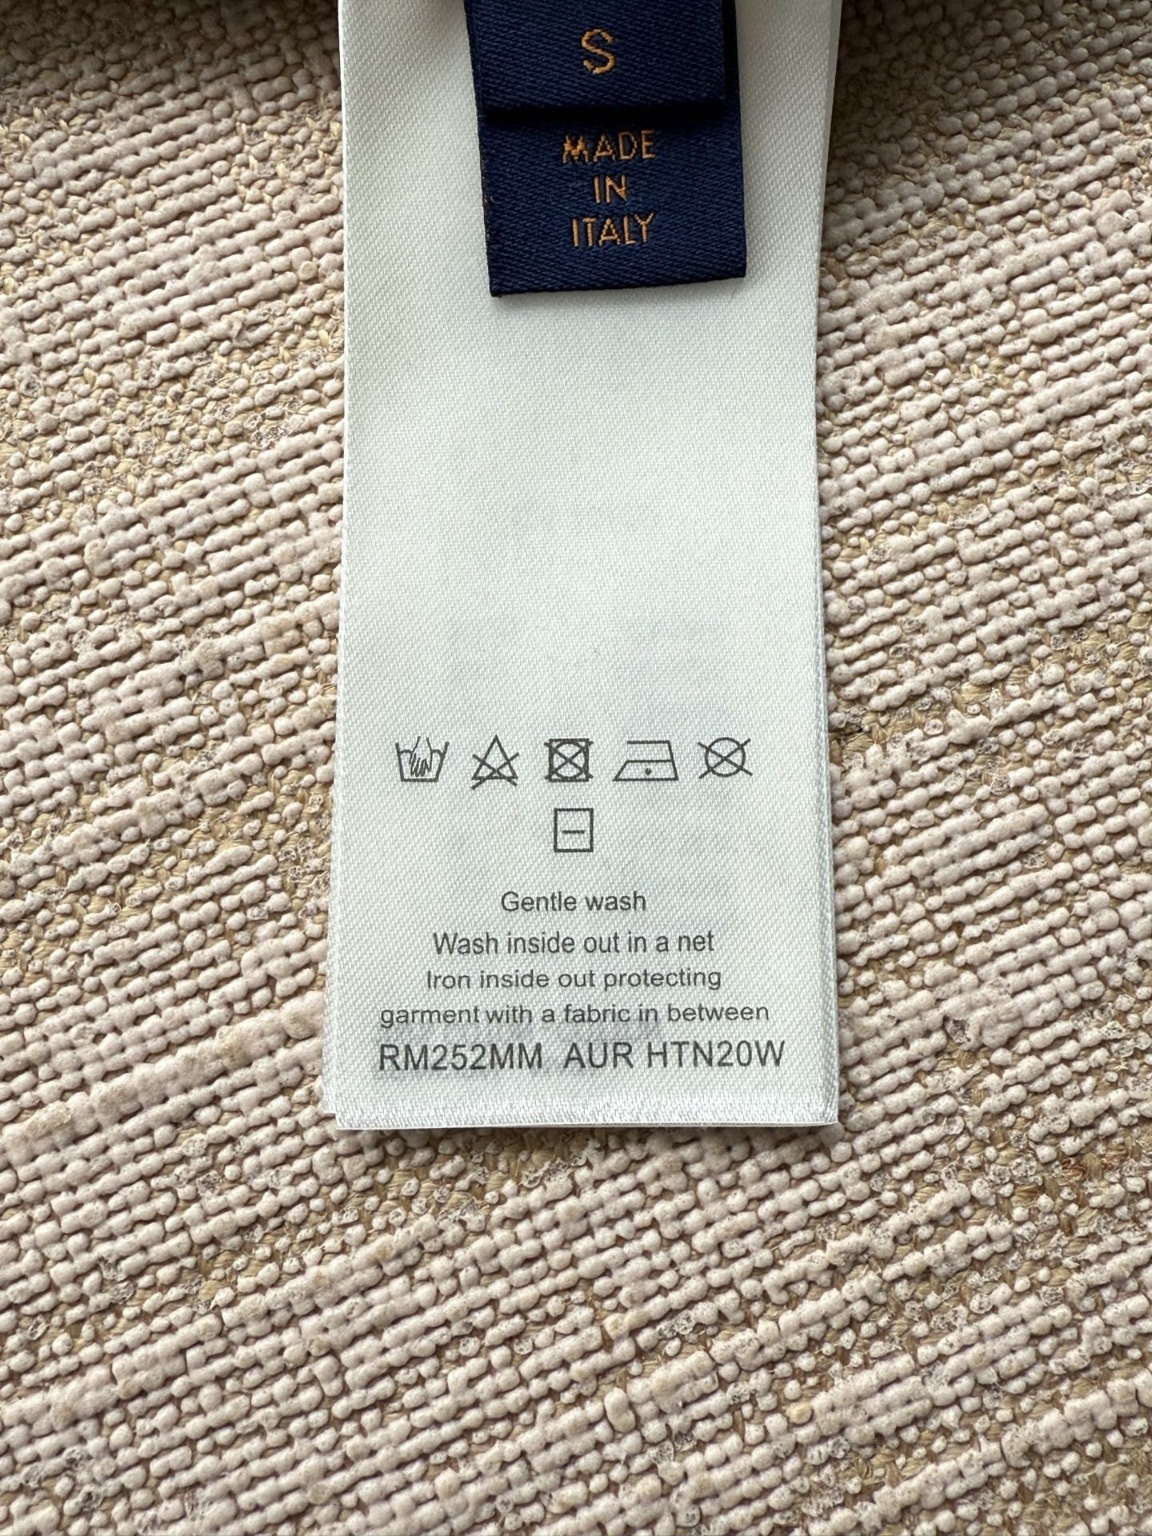 S
MADE
IN
ITALY
Gentle wash
Wash inside out in a net
Iron inside out protecting
garment with a fabric in between
RM252MM AUR HTN20W